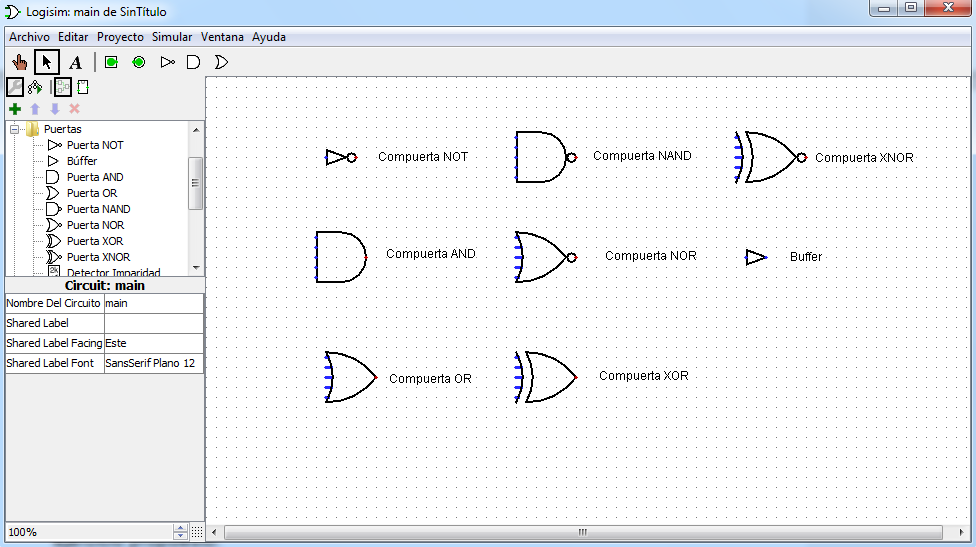 Logisim: main de SinTítulo
Archivo Editar Proyecto Simular Ventana Ayuda
A
Puertas
Puerta NOT
Búffer
Puerta AND
Puerta OR
Puerta NAND
Puerta NOR
Puerta XOR
Puerta XNOR
Detector Imparidad
Circuit: main
Nombre Del Circuito main
Shared Label
Shared Label Facing Este
Shared Label Font SansSerif Plano 12
100%
Compuerta NOT
Compuerta NAND
Compuerta XNOR
Compuerta AND
Compuerta NOR
Buffer
Compuerta OR
Compuerta XOR